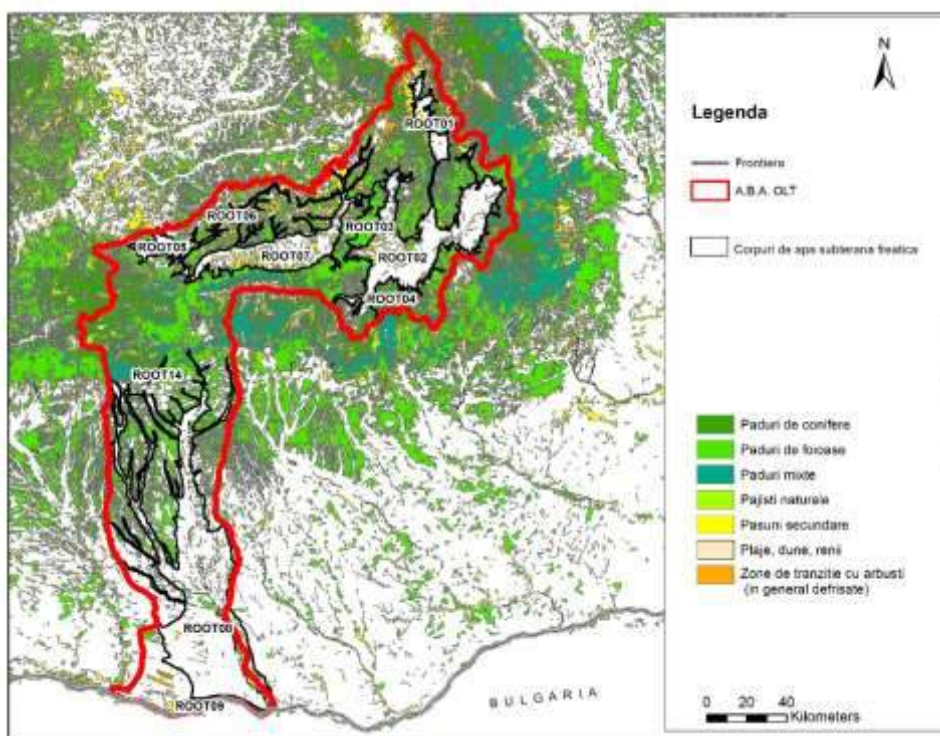 N
Legenda
Frontiera
A.B.A. OLT
Corpuri de apa subterana freatica
Paduri de conifere
Paduri de foioase
Paduri mixte
Pajisti naturale
Pasuni secundare
Plaje, dune, renii
Zone de tranzitie cu arbusti
(in general defrisate)
0 20 40
Kilometers
ROOT01
ROOT06
ROOT05
ROOT03
ROOT07
ROOT02
ROOT04
ROOT14
ROOT08
ROOT09
BULGARIA